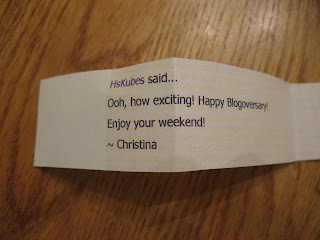 HsKubes said...
Ooh, how exciting! Happy Blogoversary!
Enjoy your weekend!
~ Christina